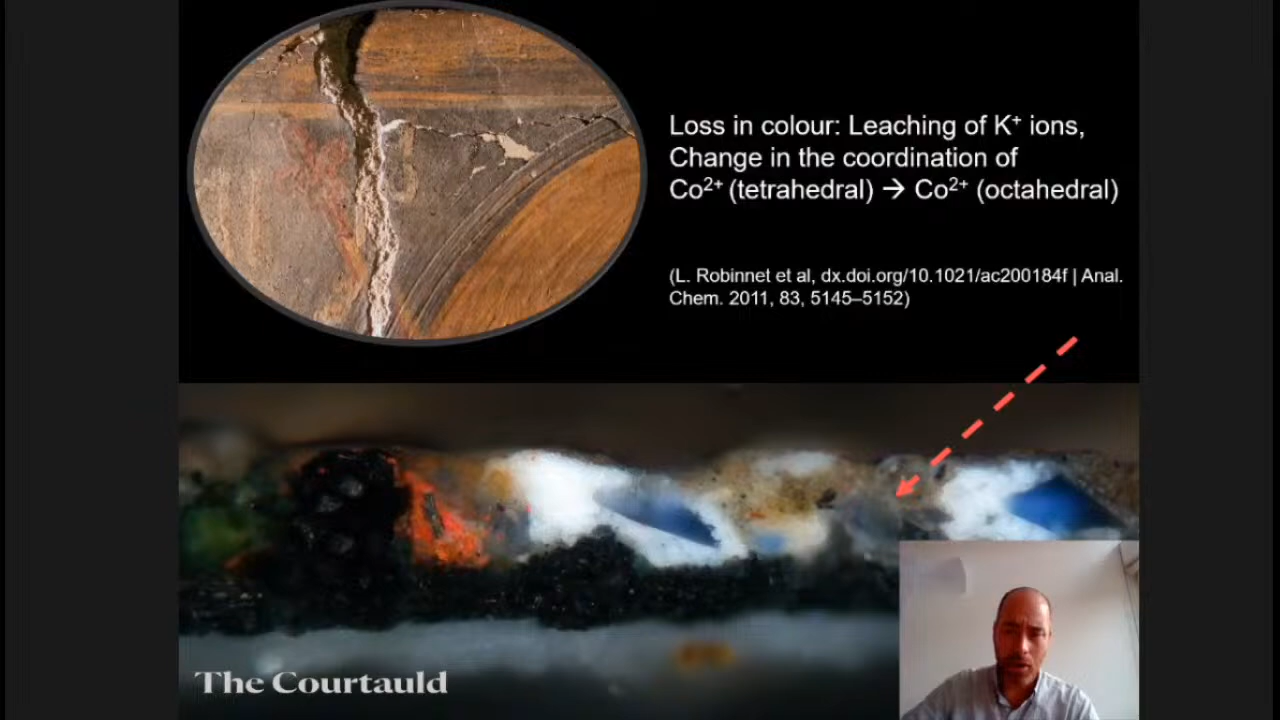 Loss in colour: Leaching of K⁺ ions,
Change in the coordination of
Co²⁺ (tetrahedral) → Co²⁺ (octahedral)
(L. Robinnet et al, dx.doi.org/10.1021/ac200184f | Anal.
Chem. 2011, 83, 5145–5152)
The Courtauld